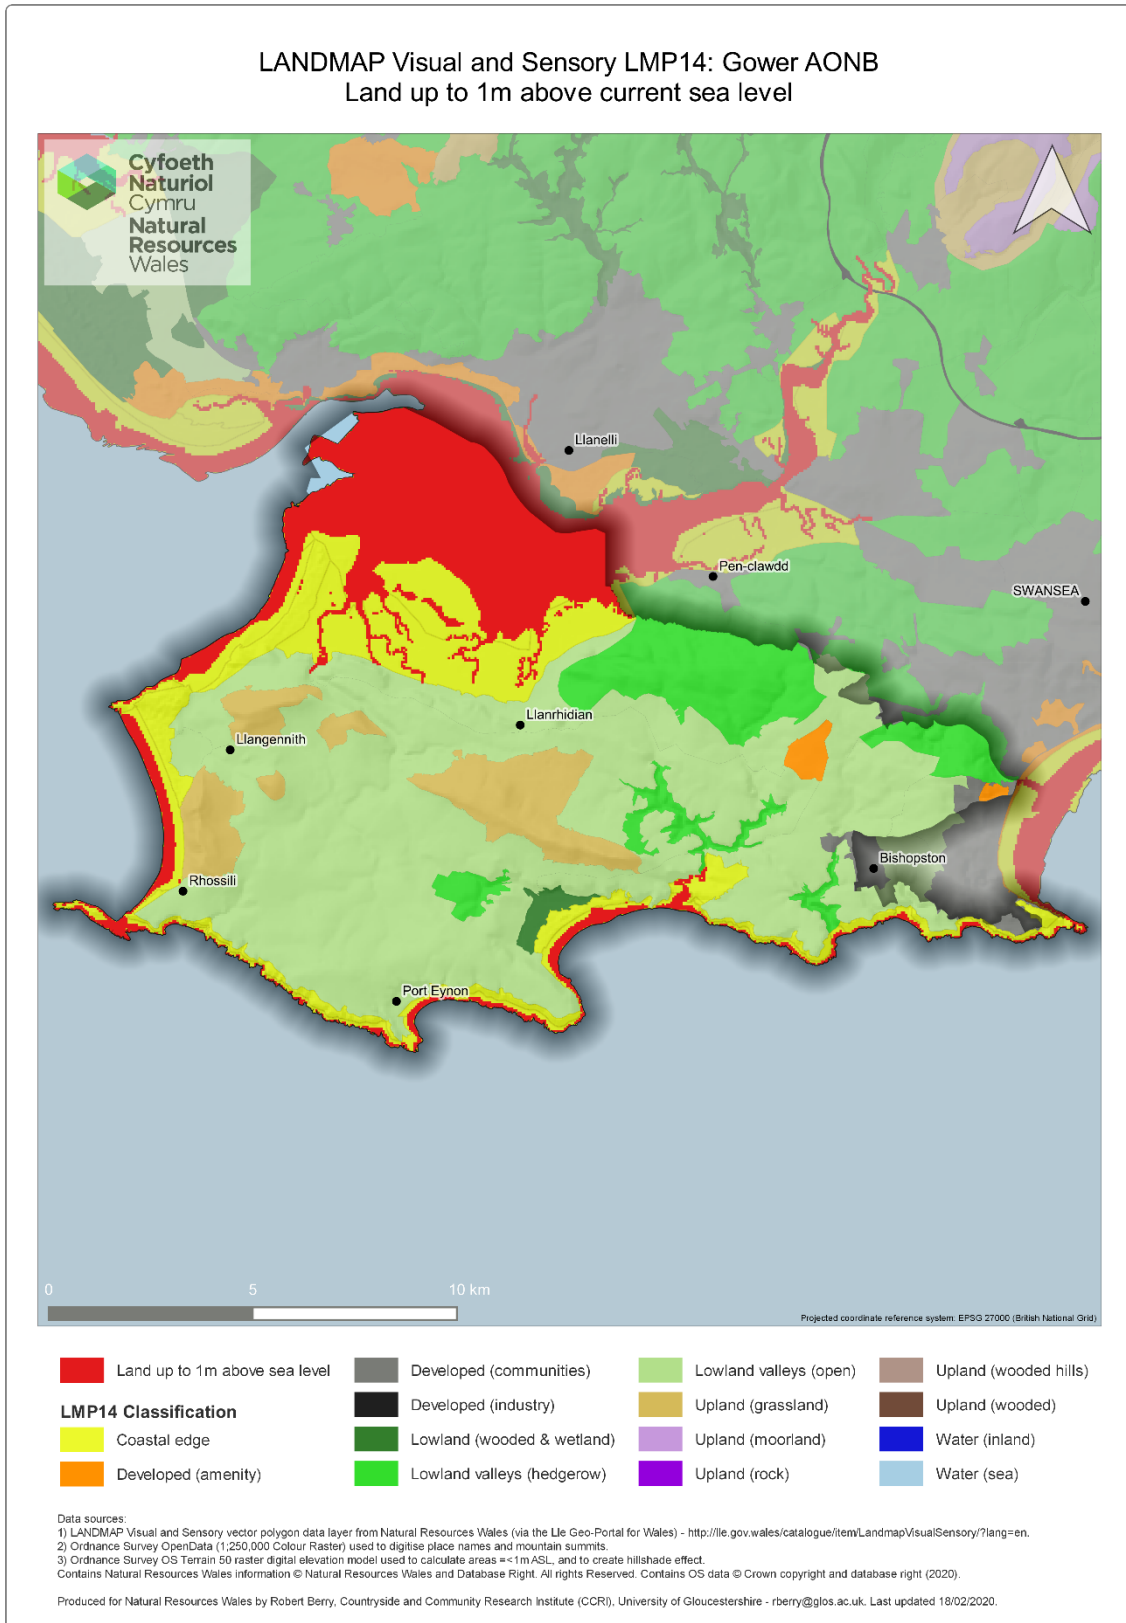 LANDMAP Visual and Sensory LMP14: Gower AONB
Land up to 1m above current sea level
Cyfoeth
Naturiol
Cymru
Natural
Resources
Wales
Llanelli
Pen-clawdd
SWANSEA
Llanrhidian
Llangennith
Bishopston
Rhossili
Port Eynon
0 5 10 km
Projected coordinate reference system: EPSG 27000 (British National Grid)
Land up to 1m above sea level
LMP14 Classification
Coastal edge
Developed (amenity)
Developed (communities)
Developed (industry)
Lowland (wooded & wetland)
Lowland valleys (hedgerow)
Lowland valleys (open)
Upland (grassland)
Upland (moorland)
Upland (rock)
Upland (wooded hills)
Upland (wooded)
Water (inland)
Water (sea)
Data sources:
1) LANDMAP Visual and Sensory vector polygon data layer from Natural Resources Wales (via the Lle Geo-Portal for Wales) - http://lle.gov.wales/catalogue/item/LandmapVisualSensory/?lang=en.
2) Ordnance Survey OpenData (1;250,000 Colour Raster) used to digitise place names and mountain summits.
3) Ordnance Survey OS Terrain 50 raster digital elevation model used to calculate areas =<1m ASL, and to create hillshade effect.
Contains Natural Resources Wales information © Natural Resources Wales and Database Right. All rights Reserved. Contains OS data © Crown copyright and database right (2020).
Produced for Natural Resources Wales by Robert Berry, Countryside and Community Research Institute (CCRI), University of Gloucestershire - rberry@glos.ac.uk. Last updated 18/02/2020.